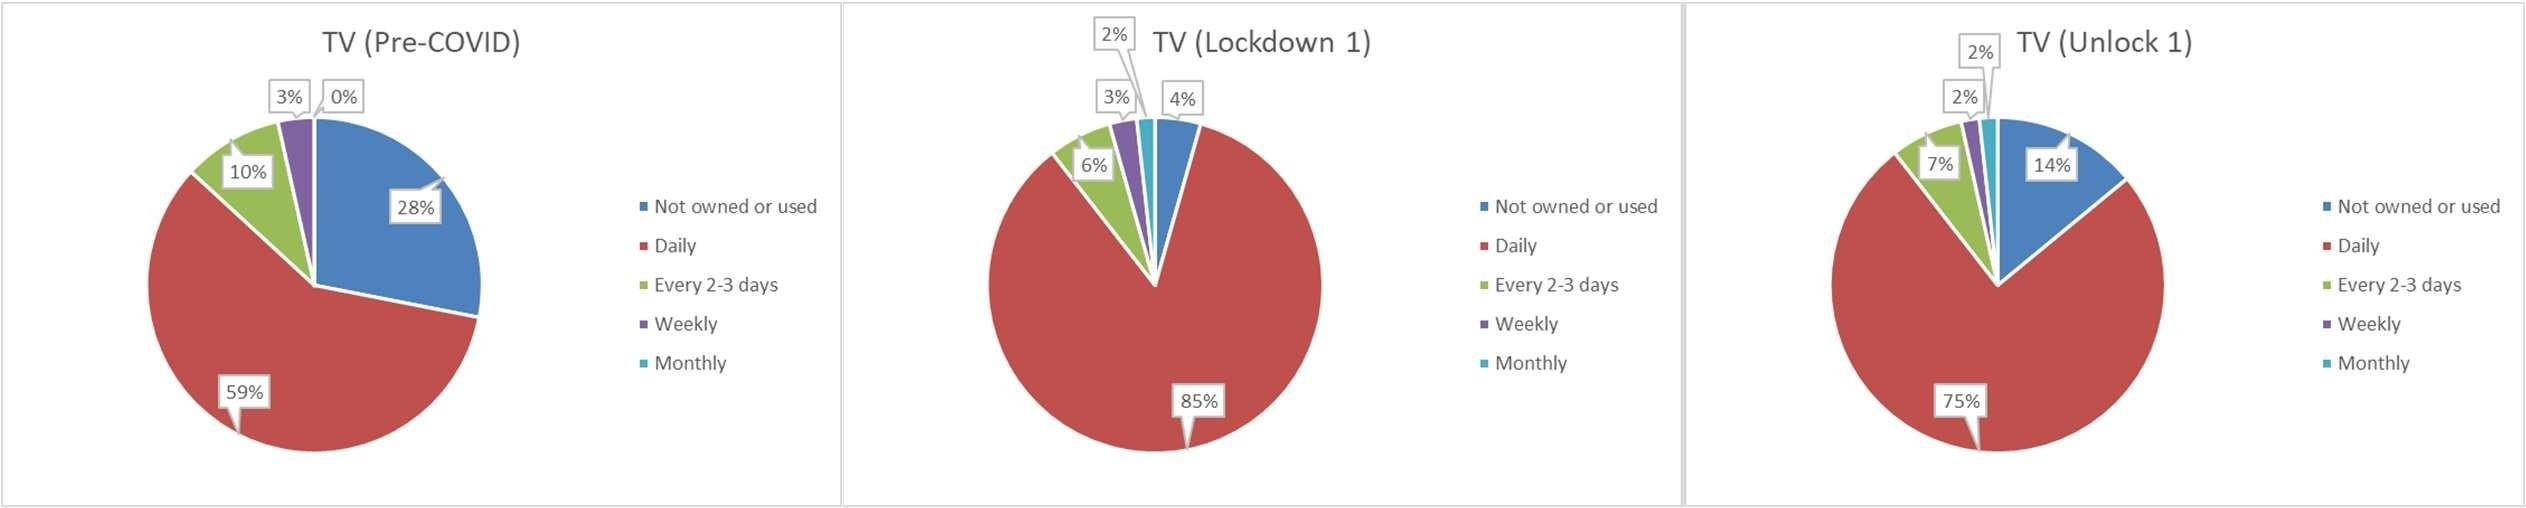 TV (Pre-COVID)
3%
0%
10%
28%
59%
Not owned or used
Daily
Every 2-3 days
Weekly
Monthly
TV (Lockdown 1)
2%
3%
4%
6%
85%
Not owned or used
Daily
Every 2-3 days
Weekly
Monthly
TV (Unlock 1)
2%
2%
7%
14%
75%
Not owned or used
Daily
Every 2-3 days
Weekly
Monthly